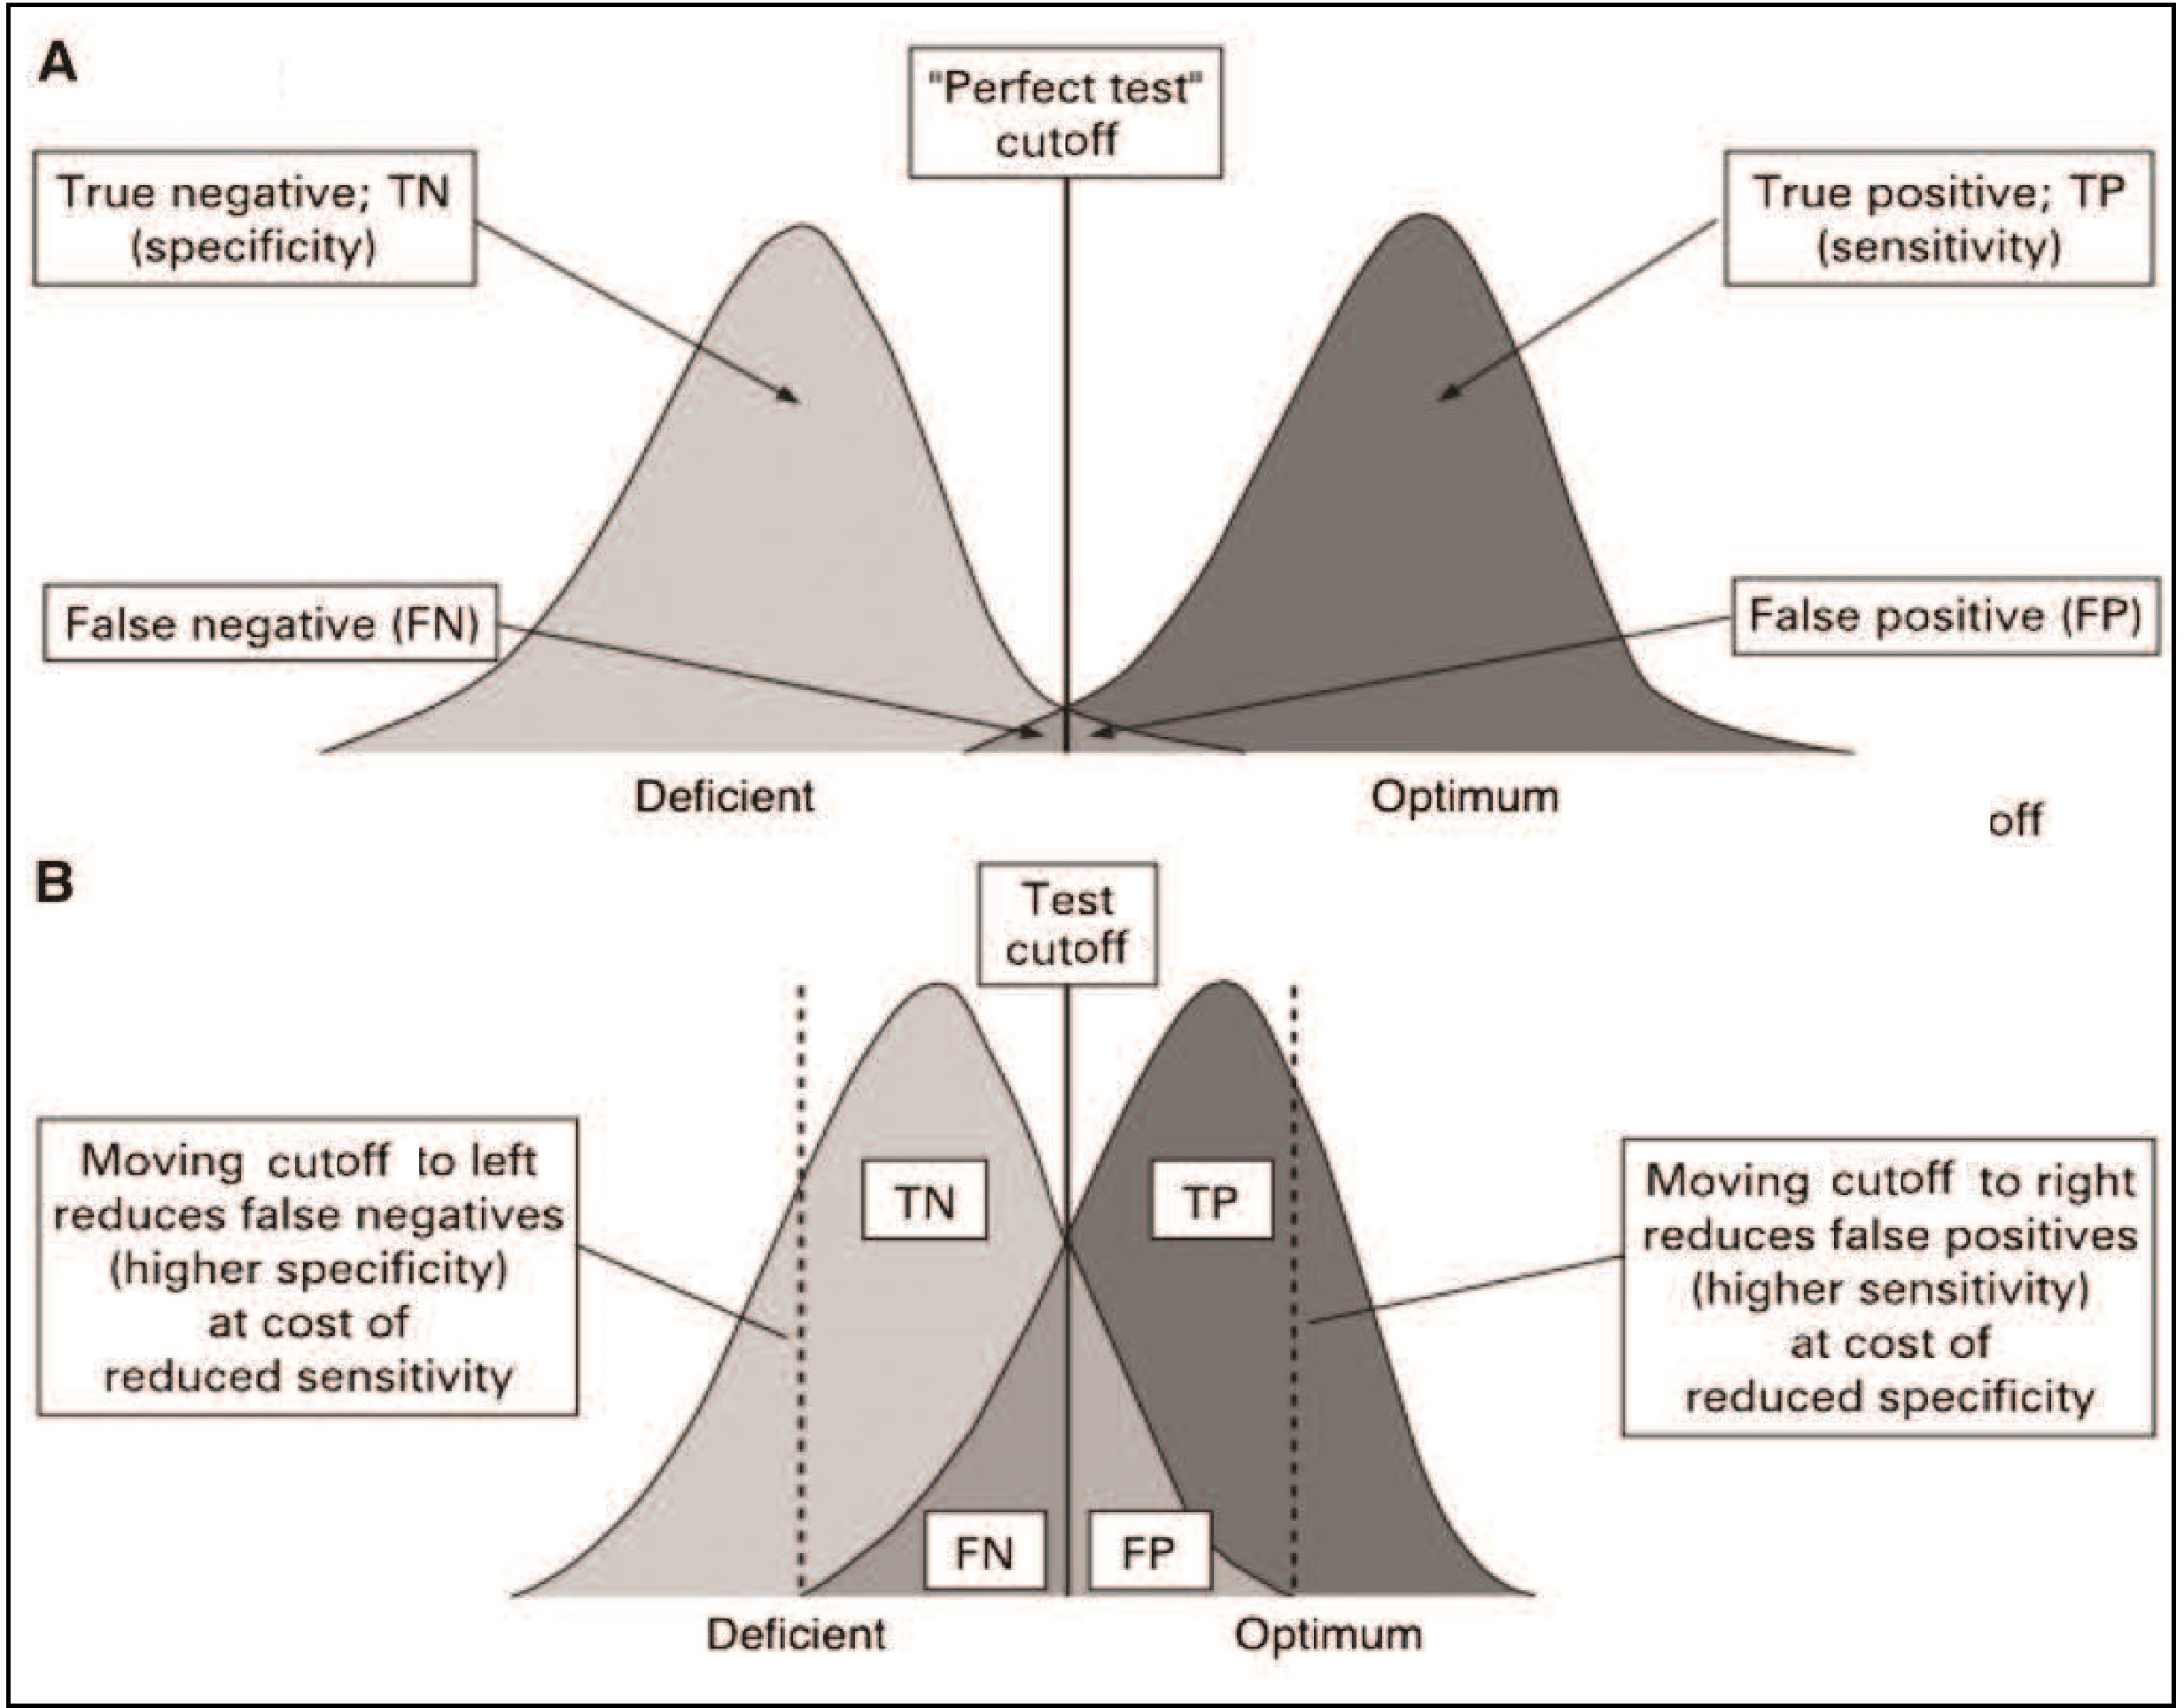 A
"Perfect test"
cutoff
True negative; TN
(specificity)
True positive; TP
(sensitivity)
False negative (FN)
False positive (FP)
Deficient
Optimum
off
B
Test
cutoff
Moving cutoff to left
reduces false negatives
(higher specificity)
at cost of
reduced sensitivity
TN
TP
Moving cutoff to right
reduces false positives
(higher sensitivity)
at cost of
reduced specificity
FN
FP
Deficient
Optimum